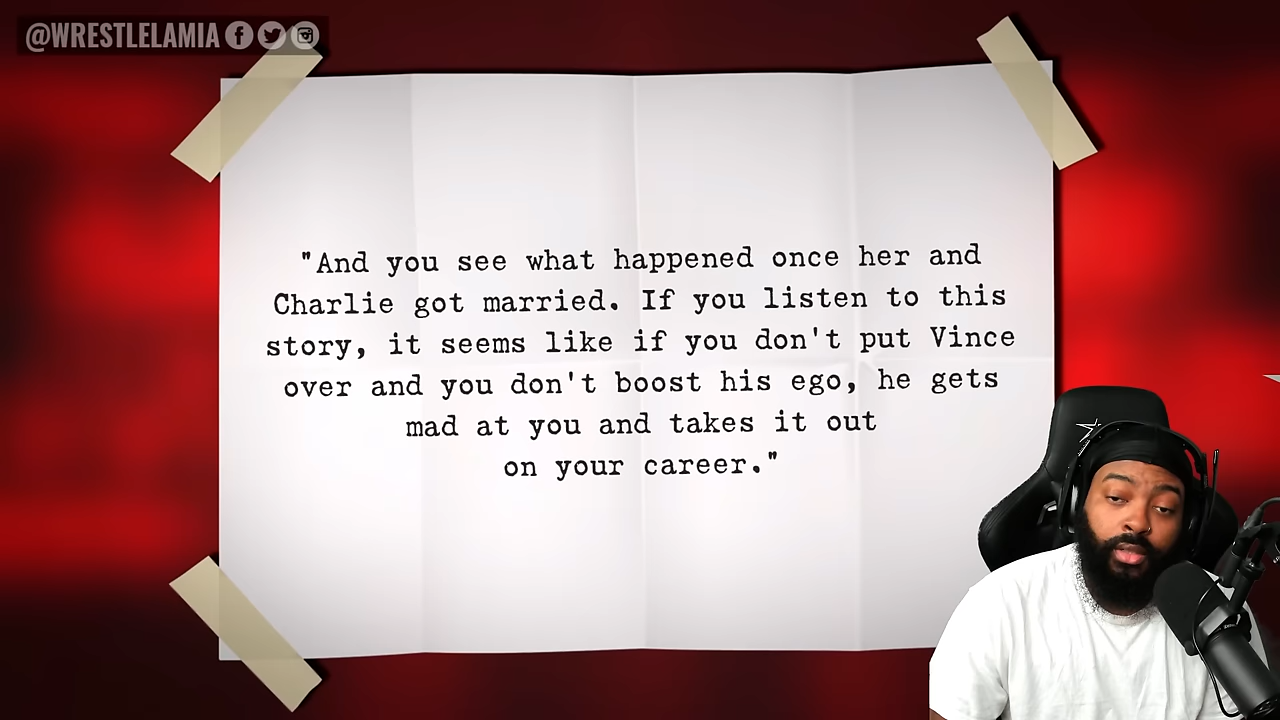 @WRESTLELAMIA
"And you see what happened once her and
Charlie got married. If you listen to this
story, it seems like if you don't put Vince
over and you don't boost his ego, he gets
mad at you and takes it out
on your career."